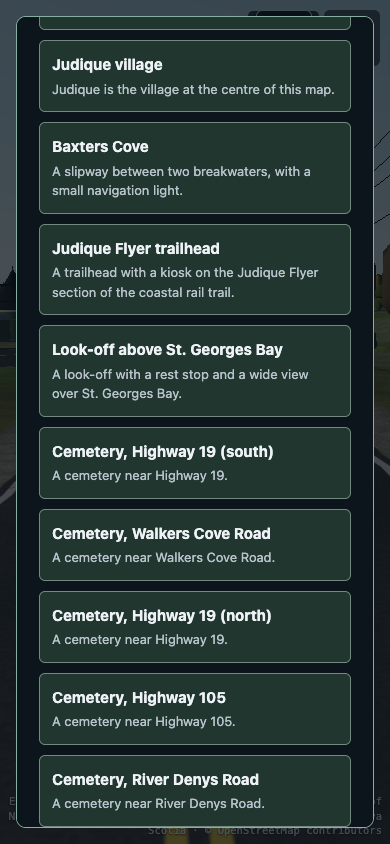 Judique village
Judique is the village at the centre of this map.
Baxters Cove
A slipway between two breakwaters, with a
small navigation light.
Judique Flyer trailhead
A trailhead with a kiosk on the Judique Flyer
section of the coastal rail trail.
Look-off above St. Georges Bay
A look-off with a rest stop and a wide view
over St. Georges Bay.
Cemetery, Highway 19 (south)
A cemetery near Highway 19.
Cemetery, Walkers Cove Road
A cemetery near Walkers Cove Road.
Cemetery, Highway 19 (north)
A cemetery near Highway 19.
Cemetery, Highway 105
A cemetery near Highway 105.
Cemetery, River Denys Road
A cemetery near River Denys Road.
Scotia · © OpenStreetMap contributors